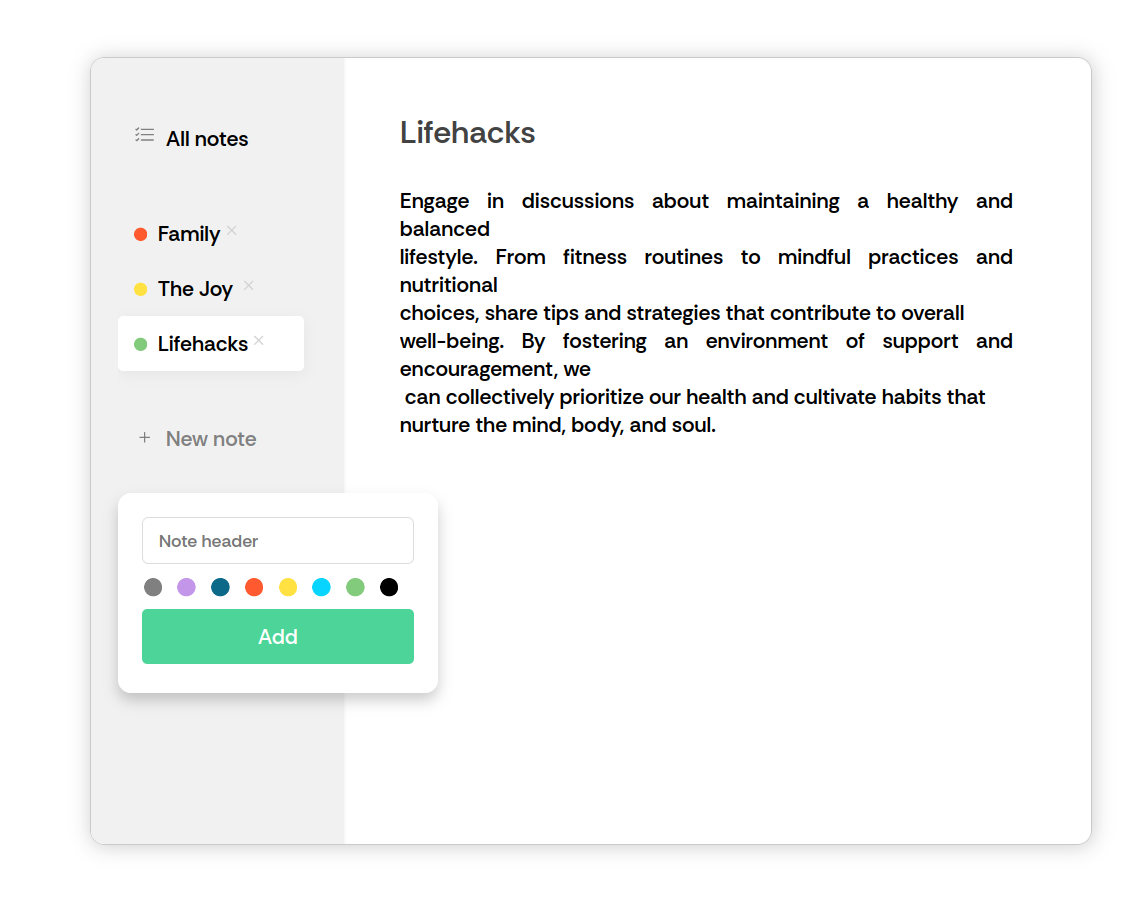 All notes
Family
The Joy
Lifehacks
New note
Note header
Add
Lifehacks
Engage in discussions about maintaining a healthy and
balanced
lifestyle. From fitness routines to mindful practices and
nutritional
choices, share tips and strategies that contribute to overall
well-being. By fostering an environment of support and
encouragement, we
can collectively prioritize our health and cultivate habits that
nurture the mind, body, and soul.